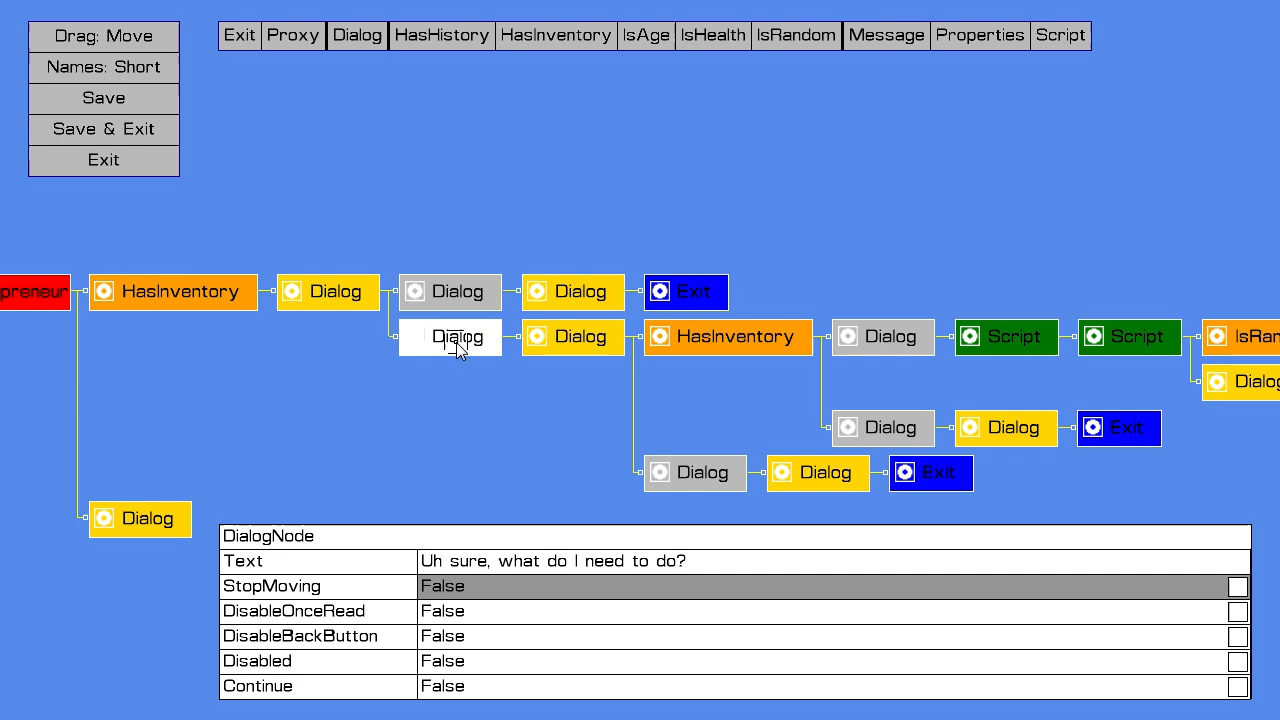 Drag: Move
Names: Short
Save
Save & Exit
Exit
Exit Proxy Dialog HasHistory HasInventory IsAge IsHealth IsRandom Message Properties Script
preneur HasInventory Dialog Dialog Dialog Exit
Dialog Dialog HasInventory Dialog Script Script IsRan
Dialog
Dialog Dialog Exit
Dialog Dialog Exit
Dialog
DialogNode
Text Uh sure, what do I need to do?
StopMoving False
DisableOnceRead False
DisableBackButton False
Disabled False
Continue False